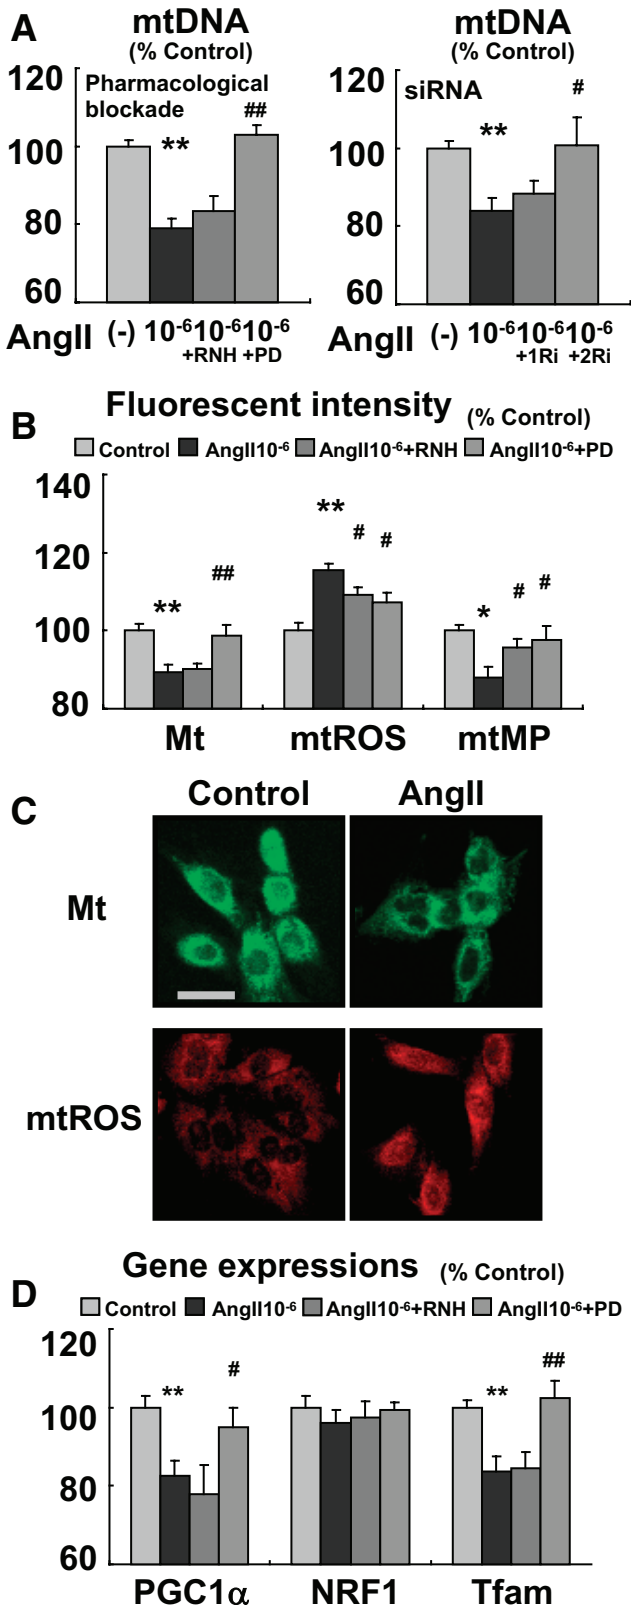 A
mtDNA
(% Control)
Pharmacological
blockade
120
100
80
60
**
##
AngII (-) 10⁻⁶ 10⁻⁶ 10⁻⁶
+RNH +PD
mtDNA
(% Control)
siRNA
120
100
80
60
**
#
AngII (-) 10⁻⁶ 10⁻⁶ 10⁻⁶
+1Ri +2Ri
B
Fluorescent intensity (% Control)
Control AngII10⁻⁶ AngII10⁻⁶+RNH AngII10⁻⁶+PD
140
120
100
80
** ##
** # #
* # #
Mt mtROS mtMP
C
Control AngII
Mt
mtROS
D
Gene expressions (% Control)
Control AngII10⁻⁶ AngII10⁻⁶+RNH AngII10⁻⁶+PD
120
100
80
60
** #
** ##
PGC1α NRF1 Tfam